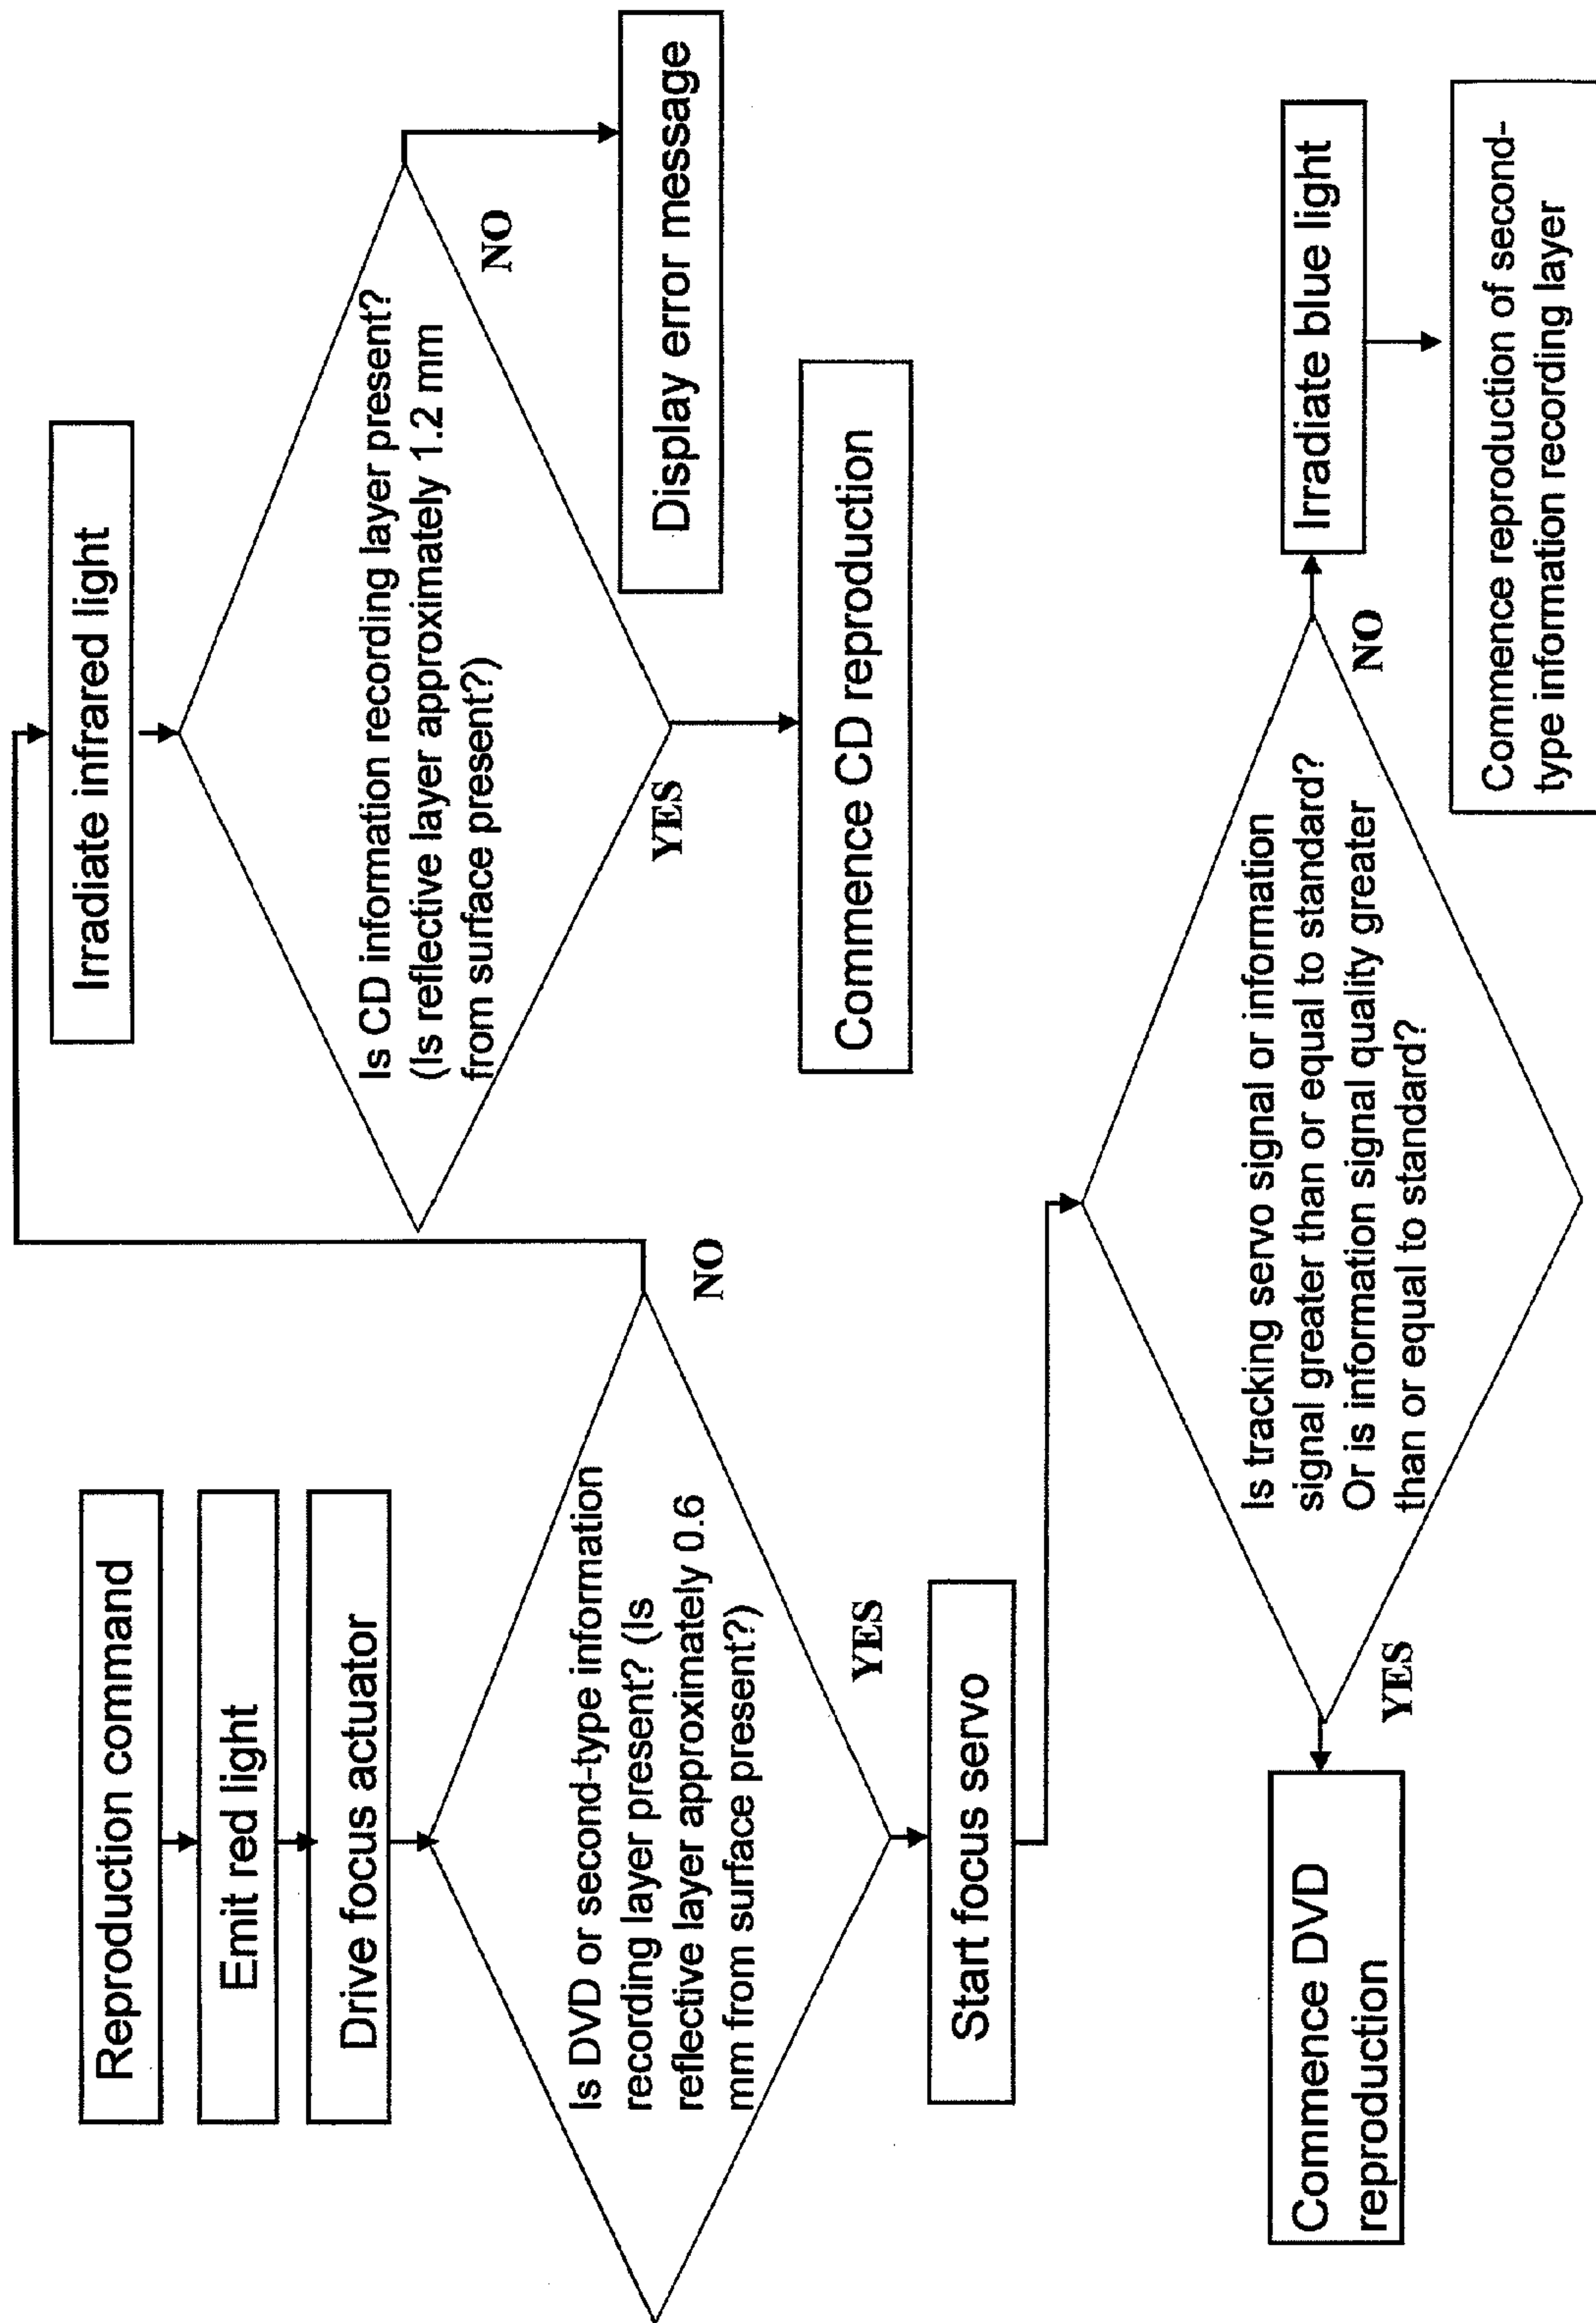 Reproduction command
Emit red light
Drive focus actuator
Is DVD or second-type information
recording layer present? (Is
reflective layer approximately 0.6
mm from surface present?)
NO
YES
Irradiate infrared light
Is CD information recording layer present?
(Is reflective layer approximately 1.2 mm
from surface present?)
NO
YES
Display error message
Commence CD reproduction
Start focus servo
Is tracking servo signal or information
signal greater than or equal to standard?
Or is information signal quality greater
than or equal to standard?
YES
NO
Commence DVD
reproduction
Irradiate blue light
Commence reproduction of second-
type information recording layer